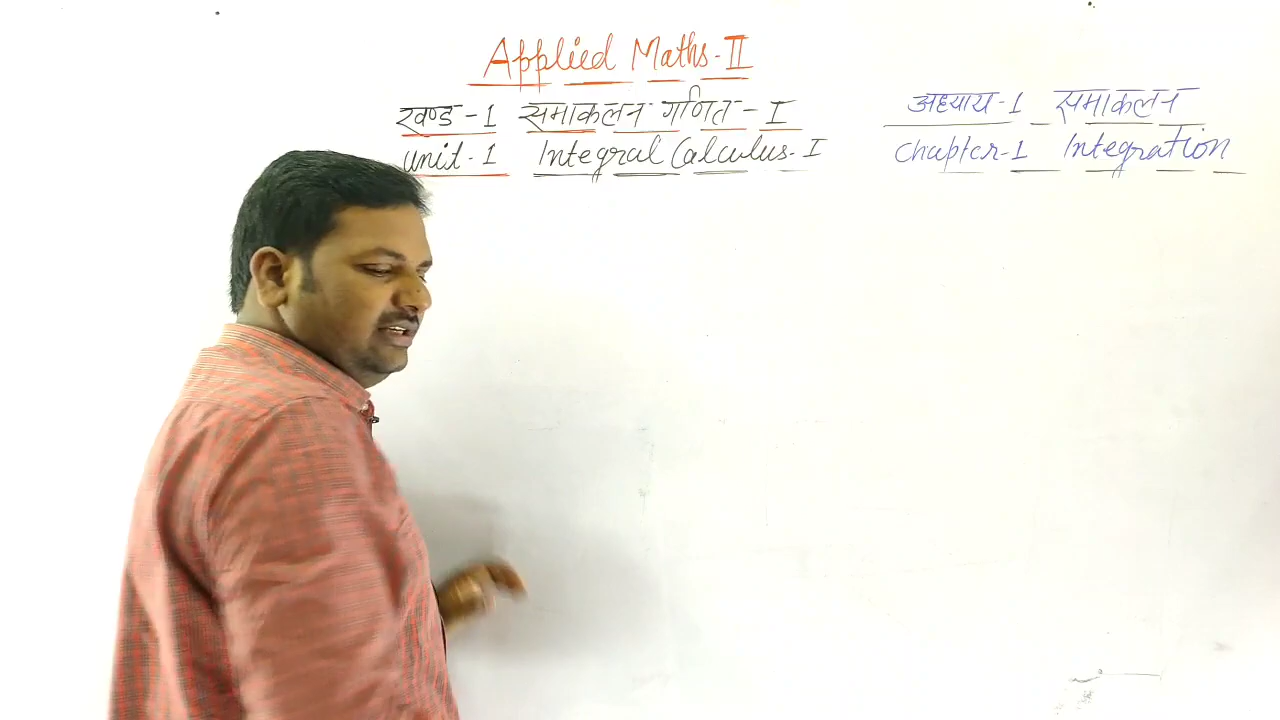 Applied Maths-II
खण्ड-1 समाकलन गणित-I
unit-1 Integral Calculus-I
अध्याय-1 समाकलन
chapter-1 Integration